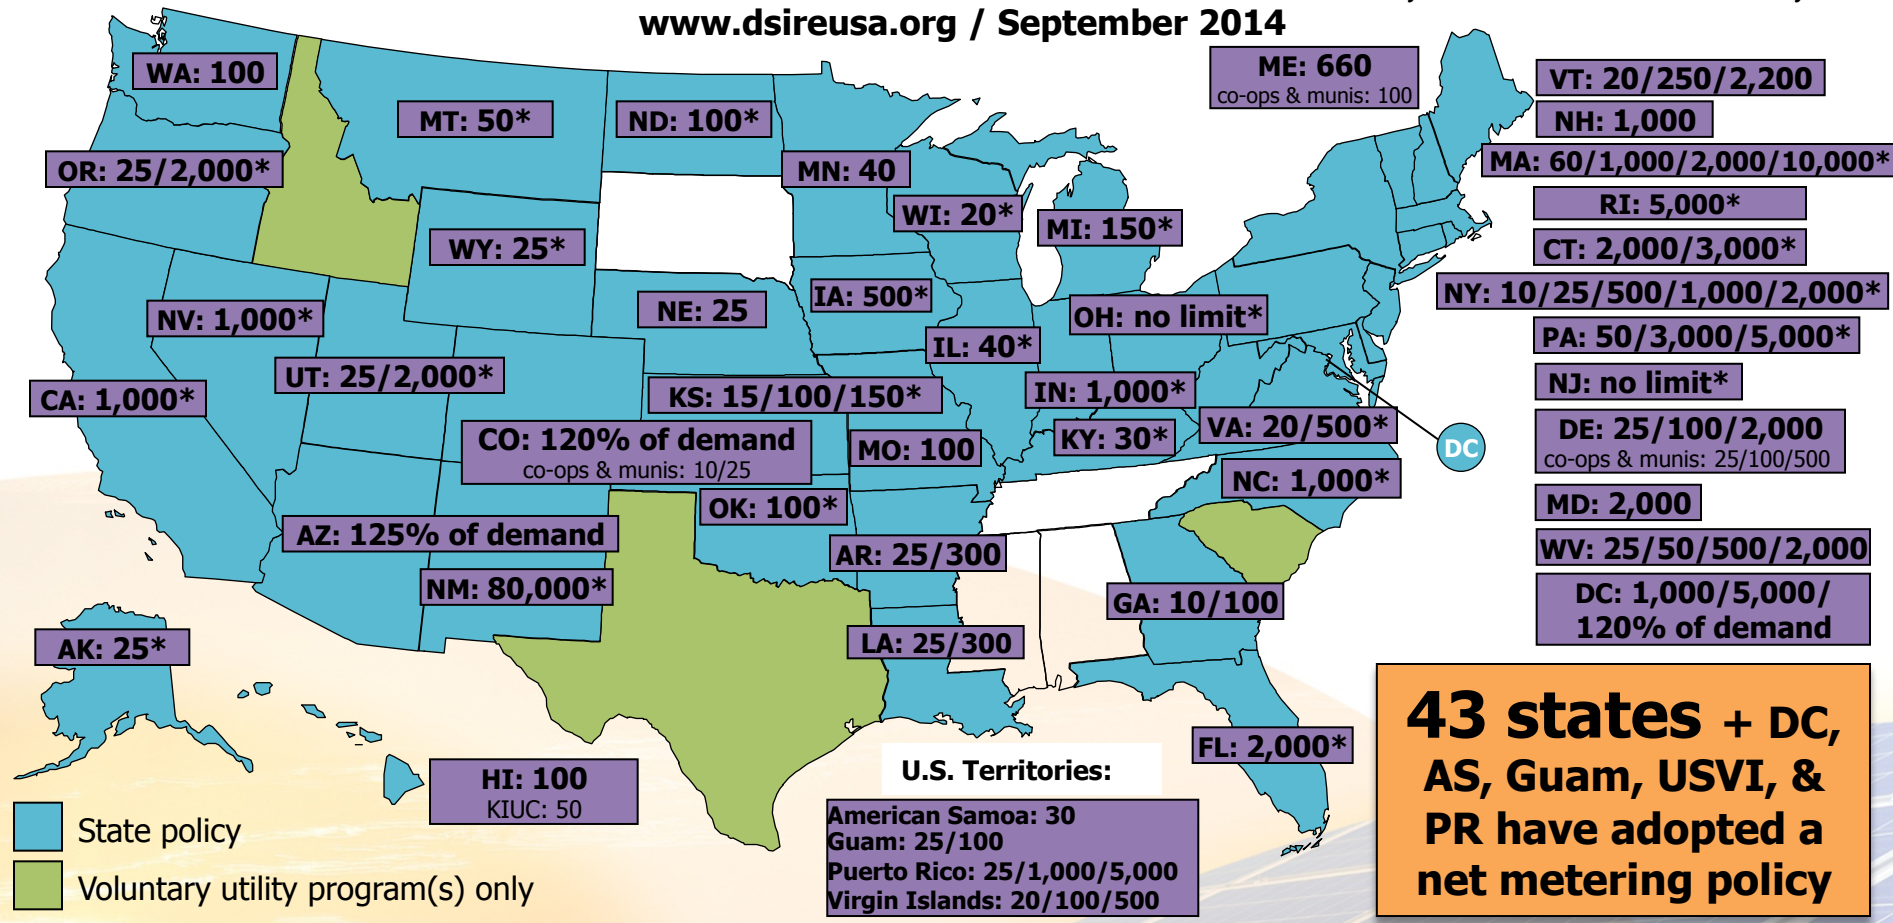 www.dsireusa.org / September 2014
WA: 100
MT: 50*
ND: 100*
ME: 660
co-ops & munis: 100
VT: 20/250/2,200
NH: 1,000
OR: 25/2,000*
MN: 40
MA: 60/1,000/2,000/10,000*
WY: 25*
WI: 20*
MI: 150*
RI: 5,000*
CT: 2,000/3,000*
NV: 1,000*
NE: 25
IA: 500*
OH: no limit*
NY: 10/25/500/1,000/2,000*
PA: 50/3,000/5,000*
CA: 1,000*
UT: 25/2,000*
KS: 15/100/150*
IL: 40*
IN: 1,000*
NJ: no limit*
CO: 120% of demand
co-ops & munis: 10/25
MO: 100
KY: 30*
VA: 20/500*
DC
DE: 25/100/2,000
co-ops & munis: 25/100/500
OK: 100*
NC: 1,000*
MD: 2,000
AZ: 125% of demand
AR: 25/300
WV: 25/50/500/2,000
NM: 80,000*
GA: 10/100
DC: 1,000/5,000/
120% of demand
AK: 25*
LA: 25/300
FL: 2,000*
HI: 100
KIUC: 50
U.S. Territories:
American Samoa: 30
Guam: 25/100
Puerto Rico: 25/1,000/5,000
Virgin Islands: 20/100/500
43 states + DC,
AS, Guam, USVI, &
PR have adopted a
net metering policy
State policy
Voluntary utility program(s) only